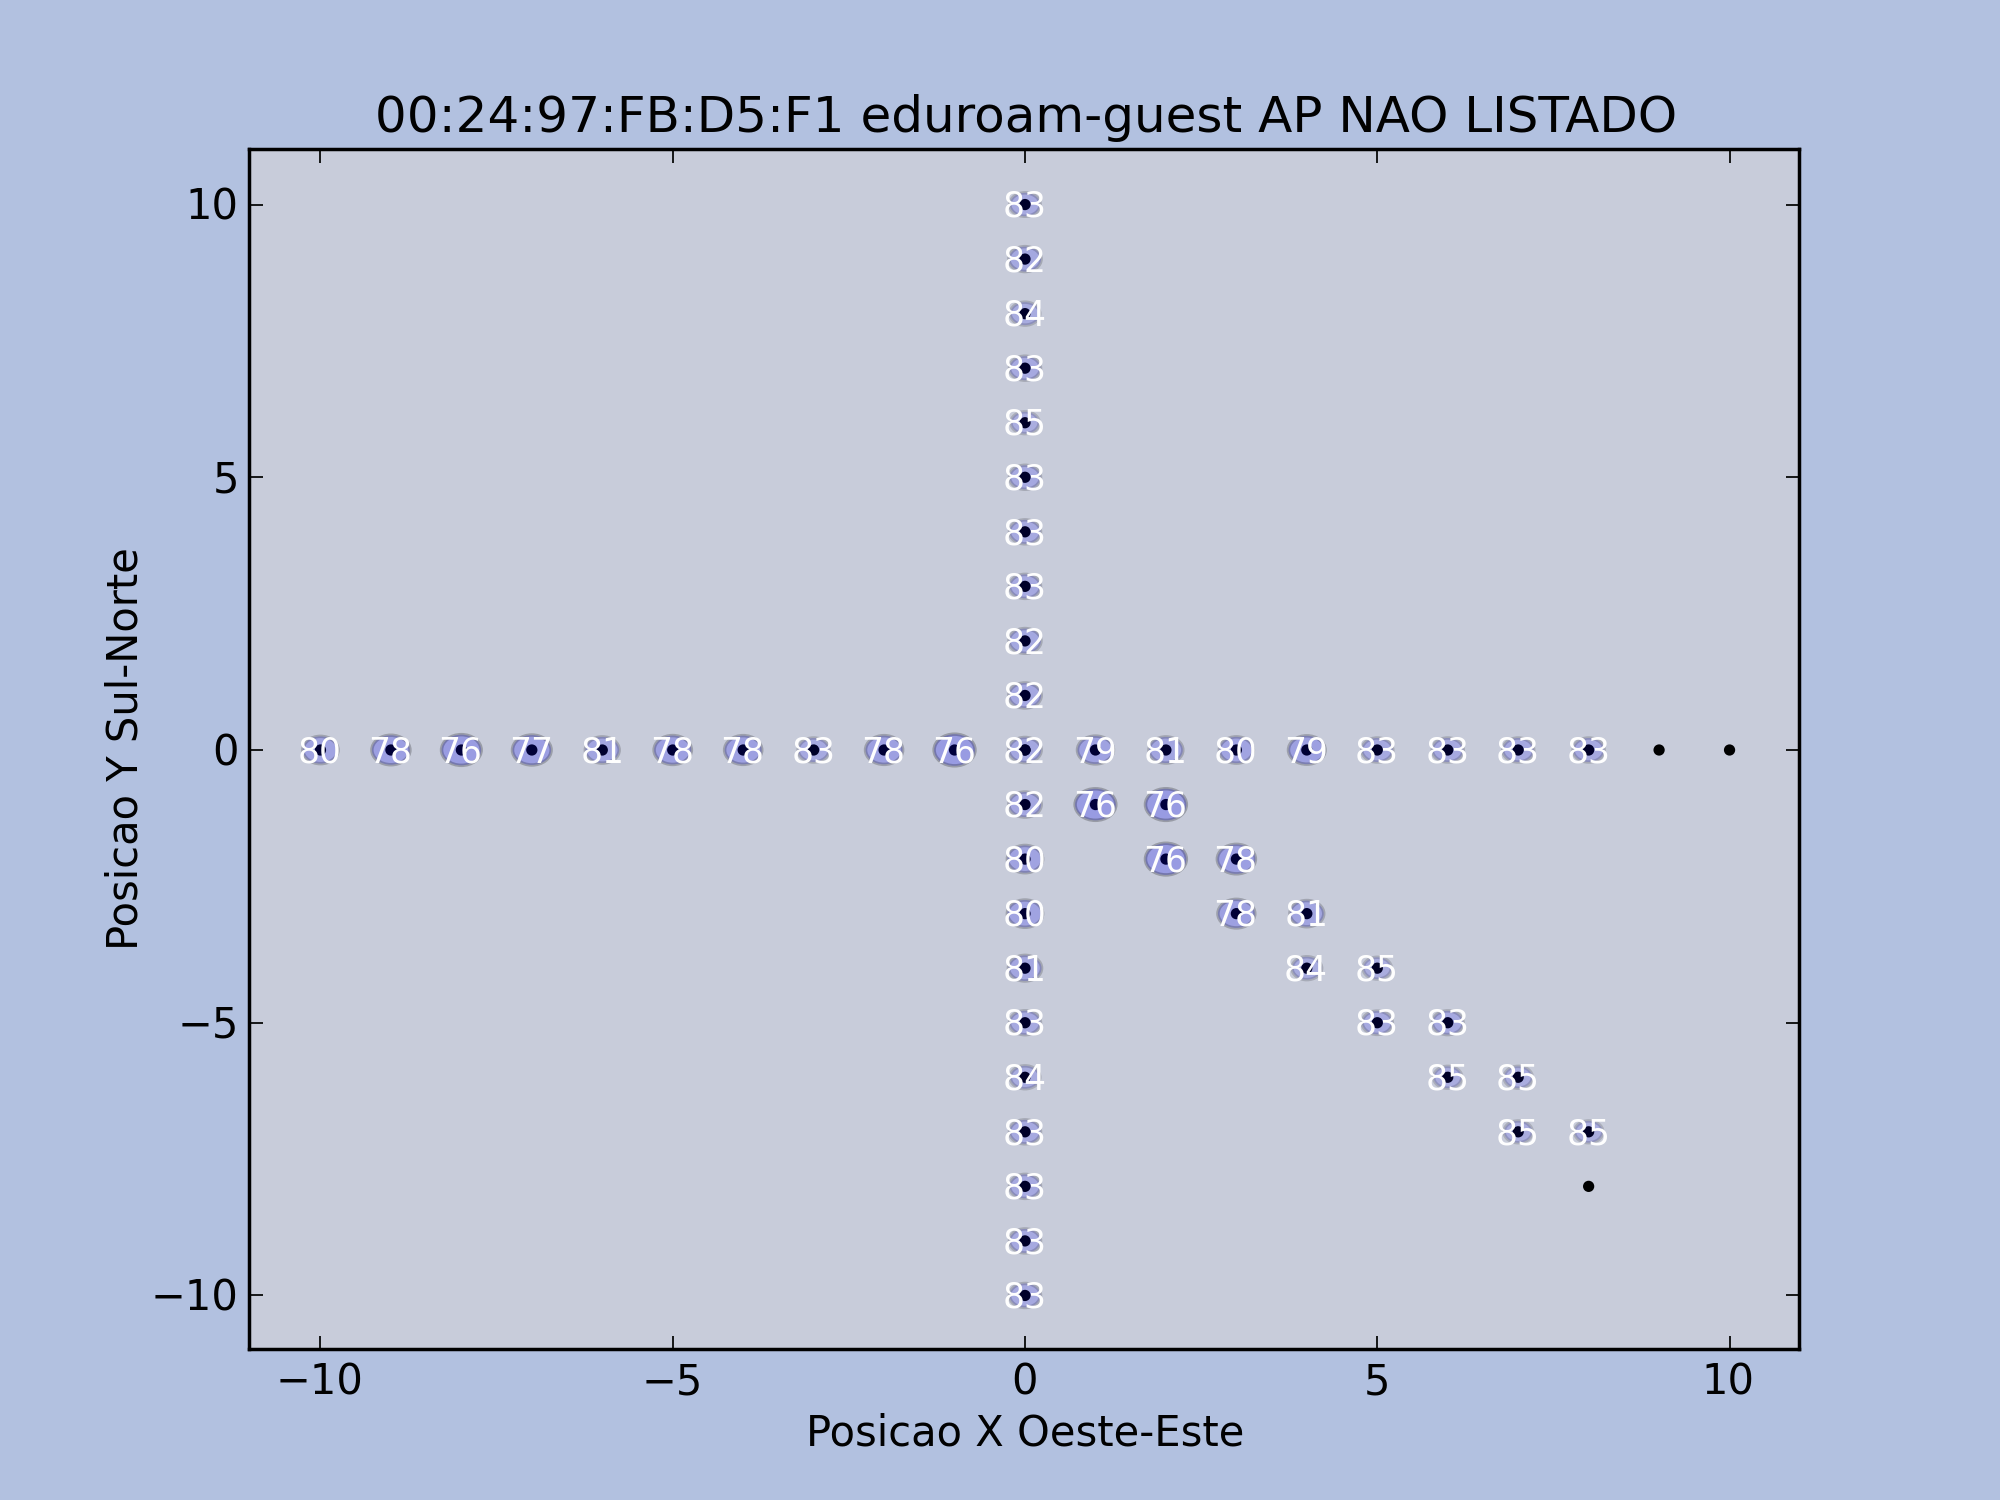 00:24:97:FB:D5:F1 eduroam-guest AP NAO LISTADO
10
83
82
84
83
85
5
83
83
83
82
82
0
80 78 76 77 81 78 78 83 78 76 82 79 81 80 79 83 83 83 83
82 76 76
80 76 78
80 78 81
81 84 85
−5
83 83 83
84 85 85
83 85 85
83
83
−10
83
−10 −5 0 5 10
Posicao X Oeste-Este
Posicao Y Sul-Norte